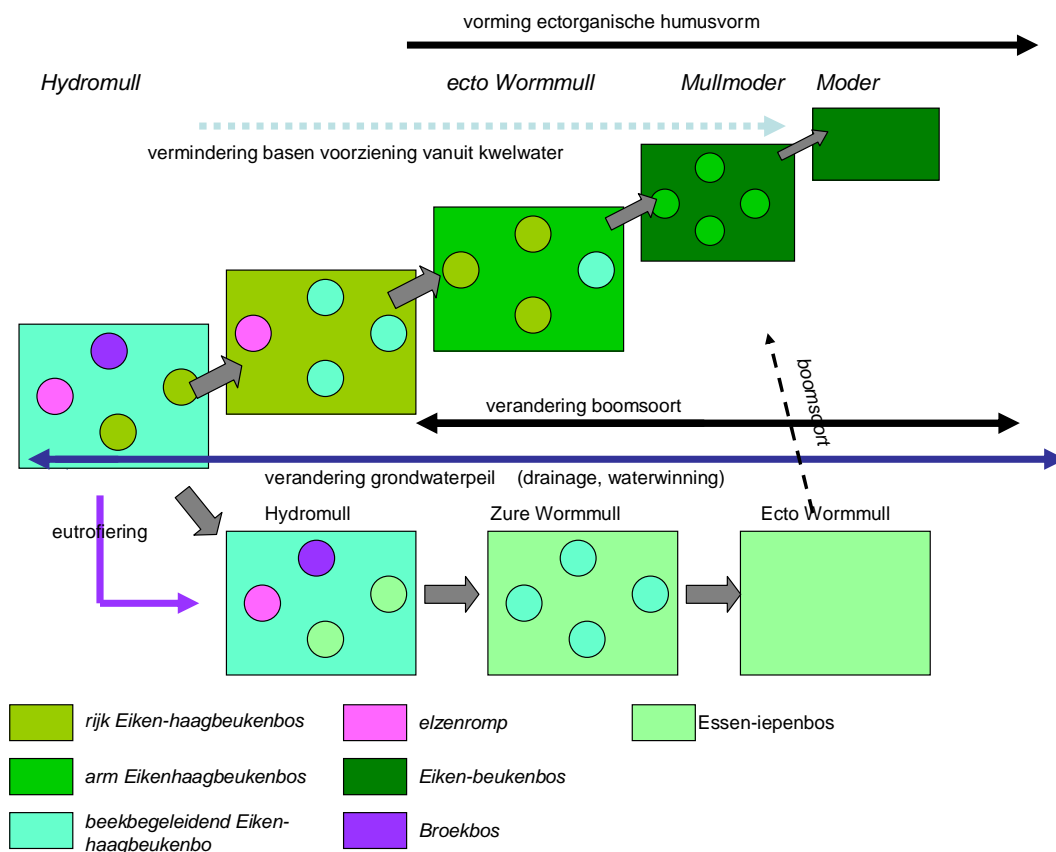 vorming ectorganische humusvorm
Hydromull
ecto Wormmull
Mullmoder
Moder
vermindering basen voorziening vanuit kwelwater
verandering boomsoort
boomsoort
verandering grondwaterpeil (drainage, waterwinning)
eutrofiering
Hydromull
Zure Wormmull
Ecto Wormmull
rijk Eiken-haagbeukenbos
elzenromp
Essen-iepenbos
arm Eikenhaagbeukenbos
Eiken-beukenbos
beekbegeleidend Eiken-
haagbeukenbo
Broekbos